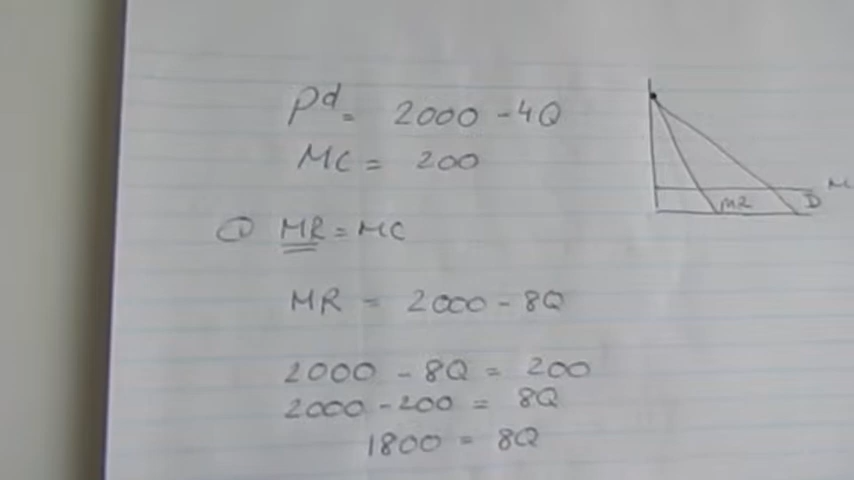 Pd = 2000 - 4Q
MC = 200
① MR = MC
MR = 2000 - 8Q
2000 - 8Q = 200
2000 - 200 = 8Q
1800 = 8Q
MR D